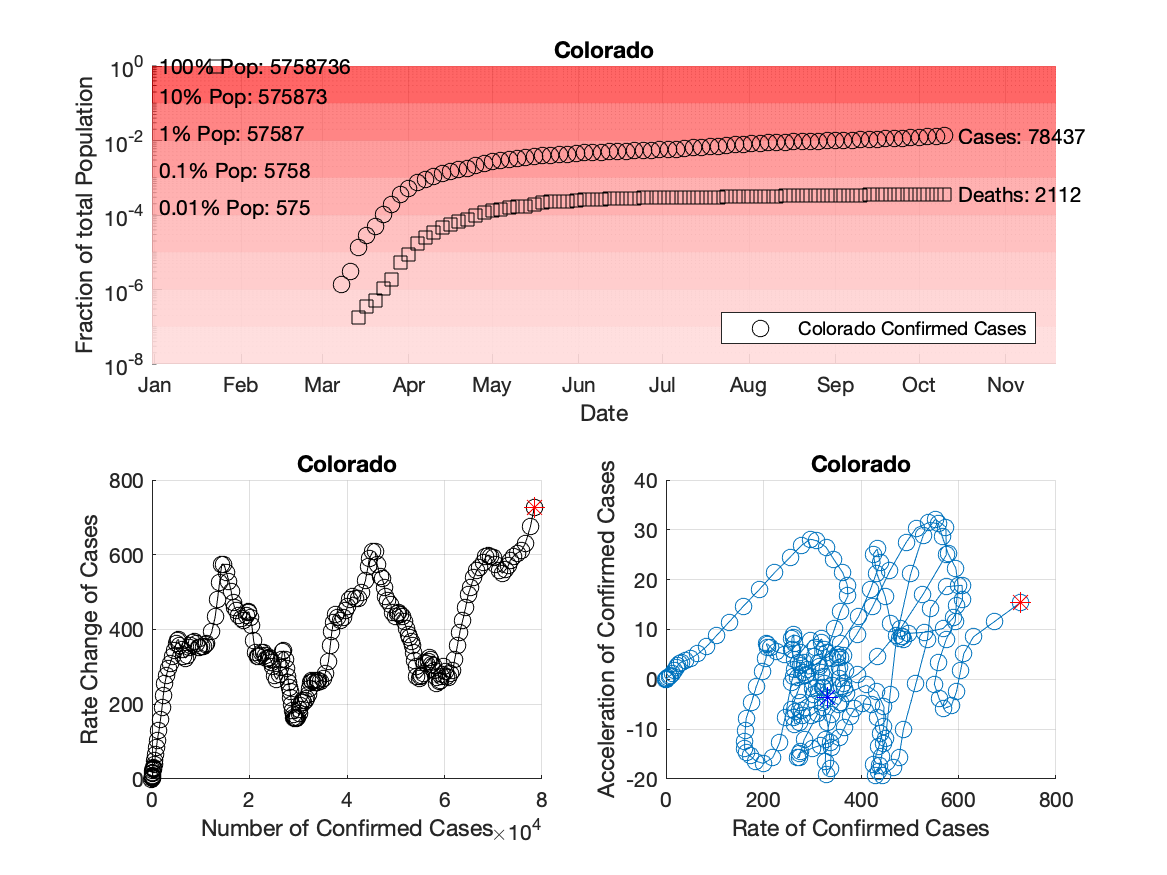 Colorado
10^0
10^-2
10^-4
10^-6
10^-8
Fraction of total Population
100% Pop: 5758736
10% Pop: 575873
1% Pop: 57587
0.1% Pop: 5758
0.01% Pop: 575
Cases: 78437
Deaths: 2112
Colorado Confirmed Cases
Jan Feb Mar Apr May Jun Jul Aug Sep Oct Nov
Date
Colorado
800
600
400
200
0
Rate Change of Cases
0 2 4 6 8
Number of Confirmed Cases
×10^4
Colorado
40
30
20
10
0
-10
-20
Acceleration of Confirmed Cases
0 200 400 600 800
Rate of Confirmed Cases